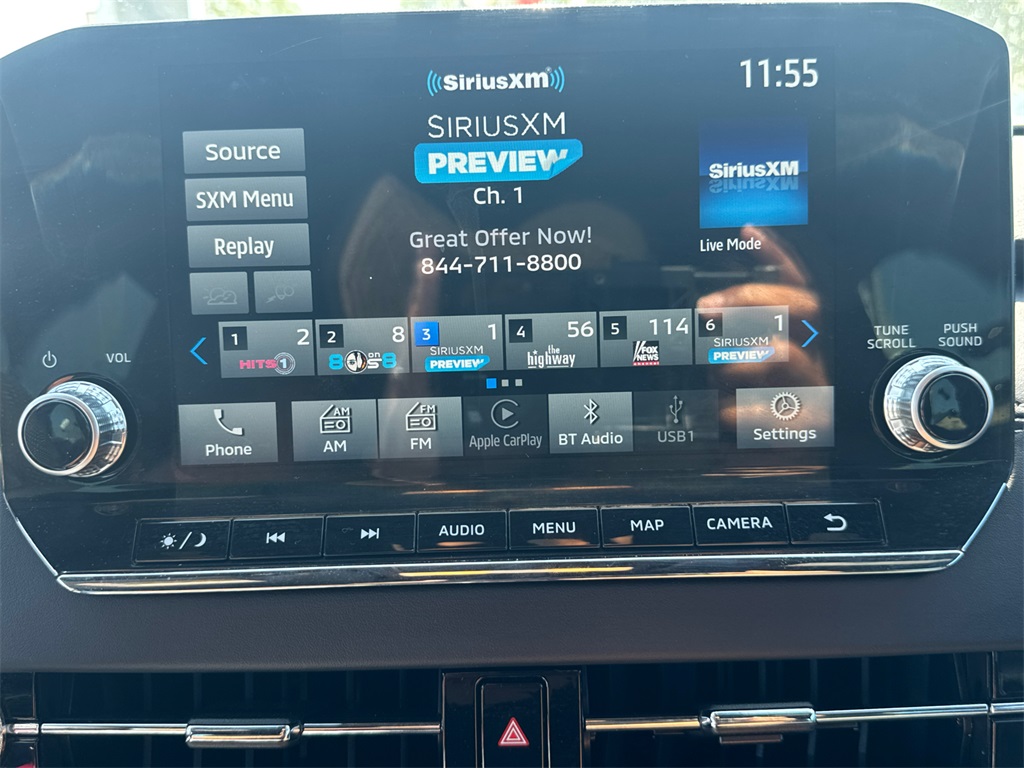 SiriusXM
11:55
SIRIUSXM
PREVIEW
Ch. 1
Source
SXM Menu
Replay
Great Offer Now!
844-711-8800
SiriusXM
Live Mode
1 2
HITS 1
2 8
80s on 8
3 1
SIRIUSXM
PREVIEW
4 56
the
highway
5 114
FOX
NEWS
6 1
SIRIUSXM
PREVIEW
VOL
TUNE
SCROLL
PUSH
SOUND
Phone
AM
AM
FM
FM
Apple CarPlay
BT Audio
USB1
Settings
AUDIO
MENU
MAP
CAMERA